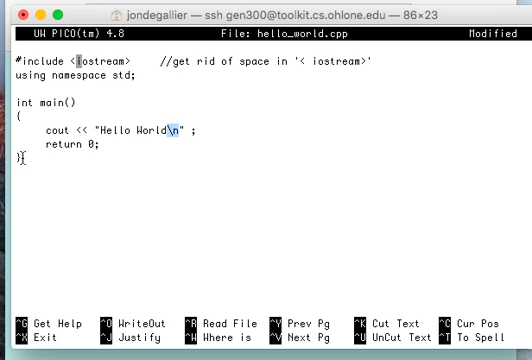 jondegallier — ssh gen300@toolkit.cs.ohlone.edu — 86×23
UW PICO(tm) 4.8 File: hello_world.cpp Modified
#include <iostream> //get rid of space in '< iostream>'
using namespace std;
int main()
{
cout << "Hello World\n" ;
return 0;
}
^G Get Help ^O WriteOut ^R Read File ^Y Prev Pg ^K Cut Text ^C Cur Pos
^X Exit ^J Justify ^W Where is ^V Next Pg ^U UnCut Text ^T To Spell